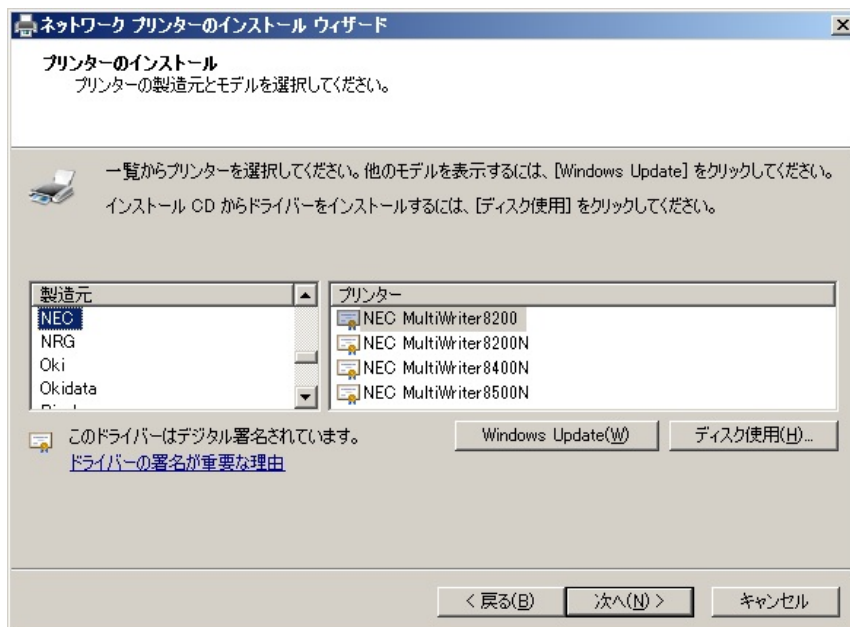 ネットワーク プリンターのインストール ウィザード
プリンターのインストール
プリンターの製造元とモデルを選択してください。
一覧からプリンターを選択してください。他のモデルを表示するには、[Windows Update] をクリックしてください。
インストール CD からドライバーをインストールするには、[ディスク使用] をクリックしてください。
製造元
NEC
NRG
Oki
Okidata
プリンター
NEC MultiWriter8200
NEC MultiWriter8200N
NEC MultiWriter8400N
NEC MultiWriter8500N
このドライバーはデジタル署名されています。
ドライバーの署名が重要な理由
Windows Update(W)
ディスク使用(H)...
< 戻る(B)
次へ(N) >
キャンセル